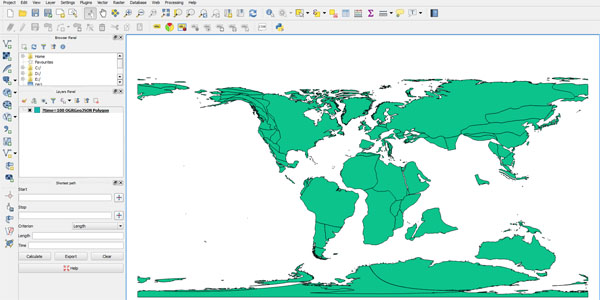 Project Edit View Layer Settings Plugins Vector Raster Database Web Processing Help
Browser Panel
Home
Favourites
C:/
D:/
E:/
Layers Panel
OGRGeoJSON Polygon
Shortest path
Start
Stop
Criterion Length
Length
Time
Calculate Export Clear
Help